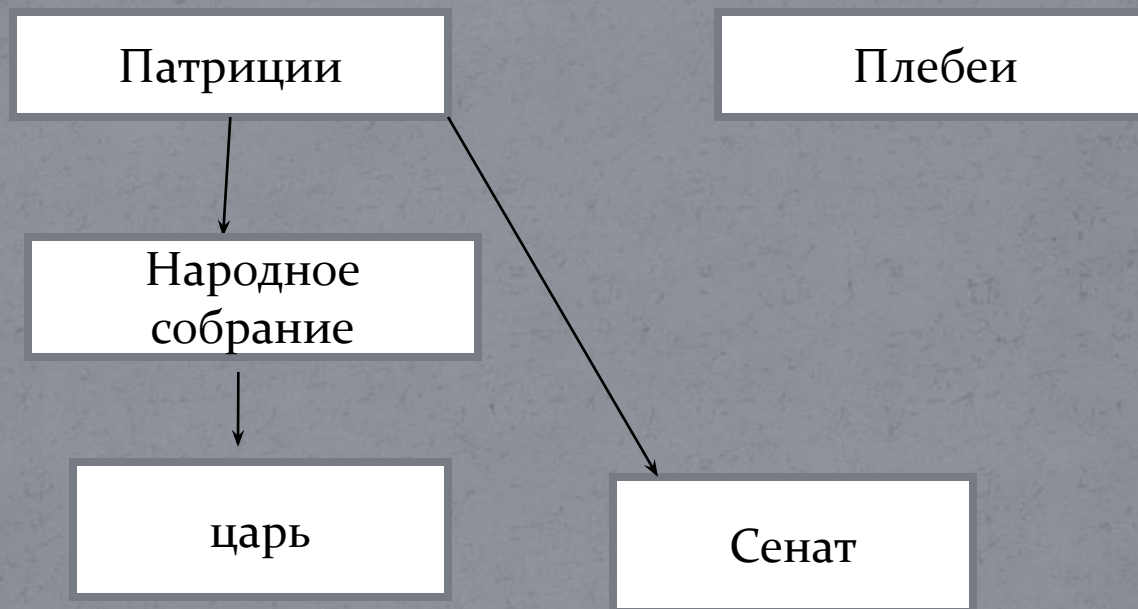 Патриции
Плебеи
Народное
собрание
царь
Сенат